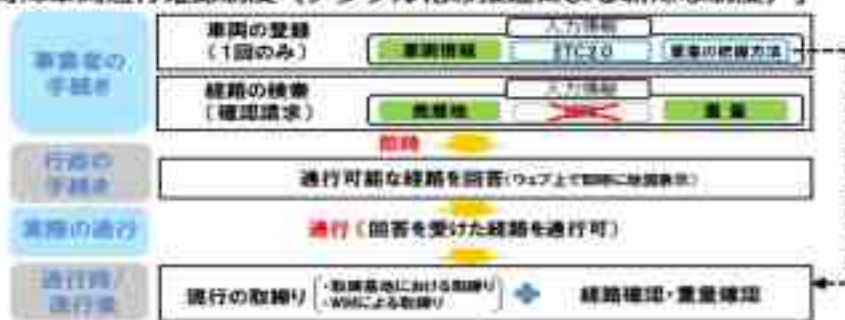 事業者の
手続き
車両の登録
(1回のみ)
入力情報
車両情報
ETC2.0
重量の把握方法
経路の検索
(確認請求)
入力情報
発着地
重量
即時
行政の
手続き
通行可能な経路を回答(ウェブ上で即時に地図表示)
実際の通行
通行(回答を受けた経路を通行可)
通行時/
通行後
通行の取締り
・取締基地における取締り
・WIMによる取締り
経路確認・重量確認